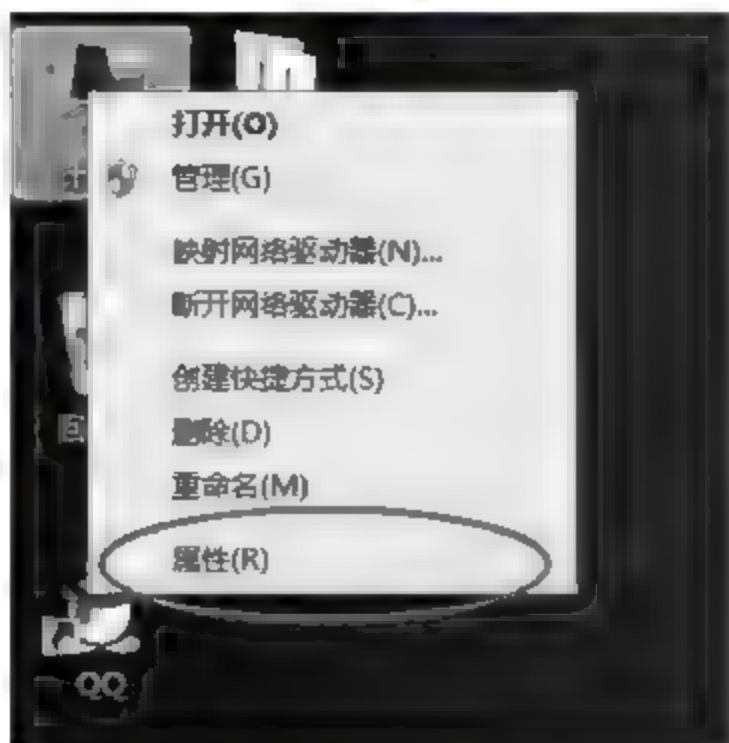 打开(O)
管理(G)
映射网络驱动器(N)...
断开网络驱动器(C)...
创建快捷方式(S)
删除(D)
重命名(M)
属性(R)
QQ